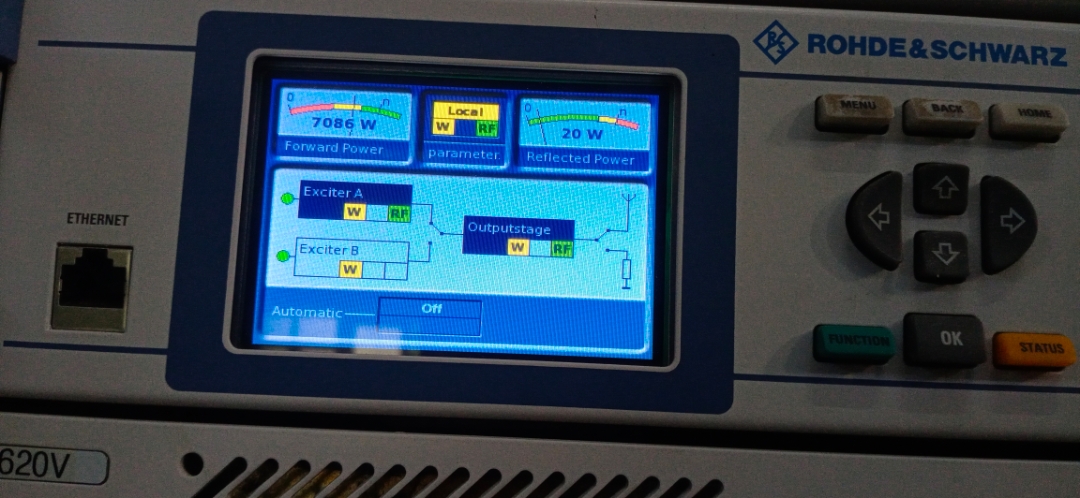 R&S
ROHDE&SCHWARZ
MENU
BACK
HOME
0 n
7086 W
Forward Power
Local
W RF
parameter.
0 n
20 W
Reflected Power
ETHERNET
Exciter A
W RF
Outputstage
W RF
Exciter B
W
Automatic
Off
FUNCTION
OK
STATUS
620V